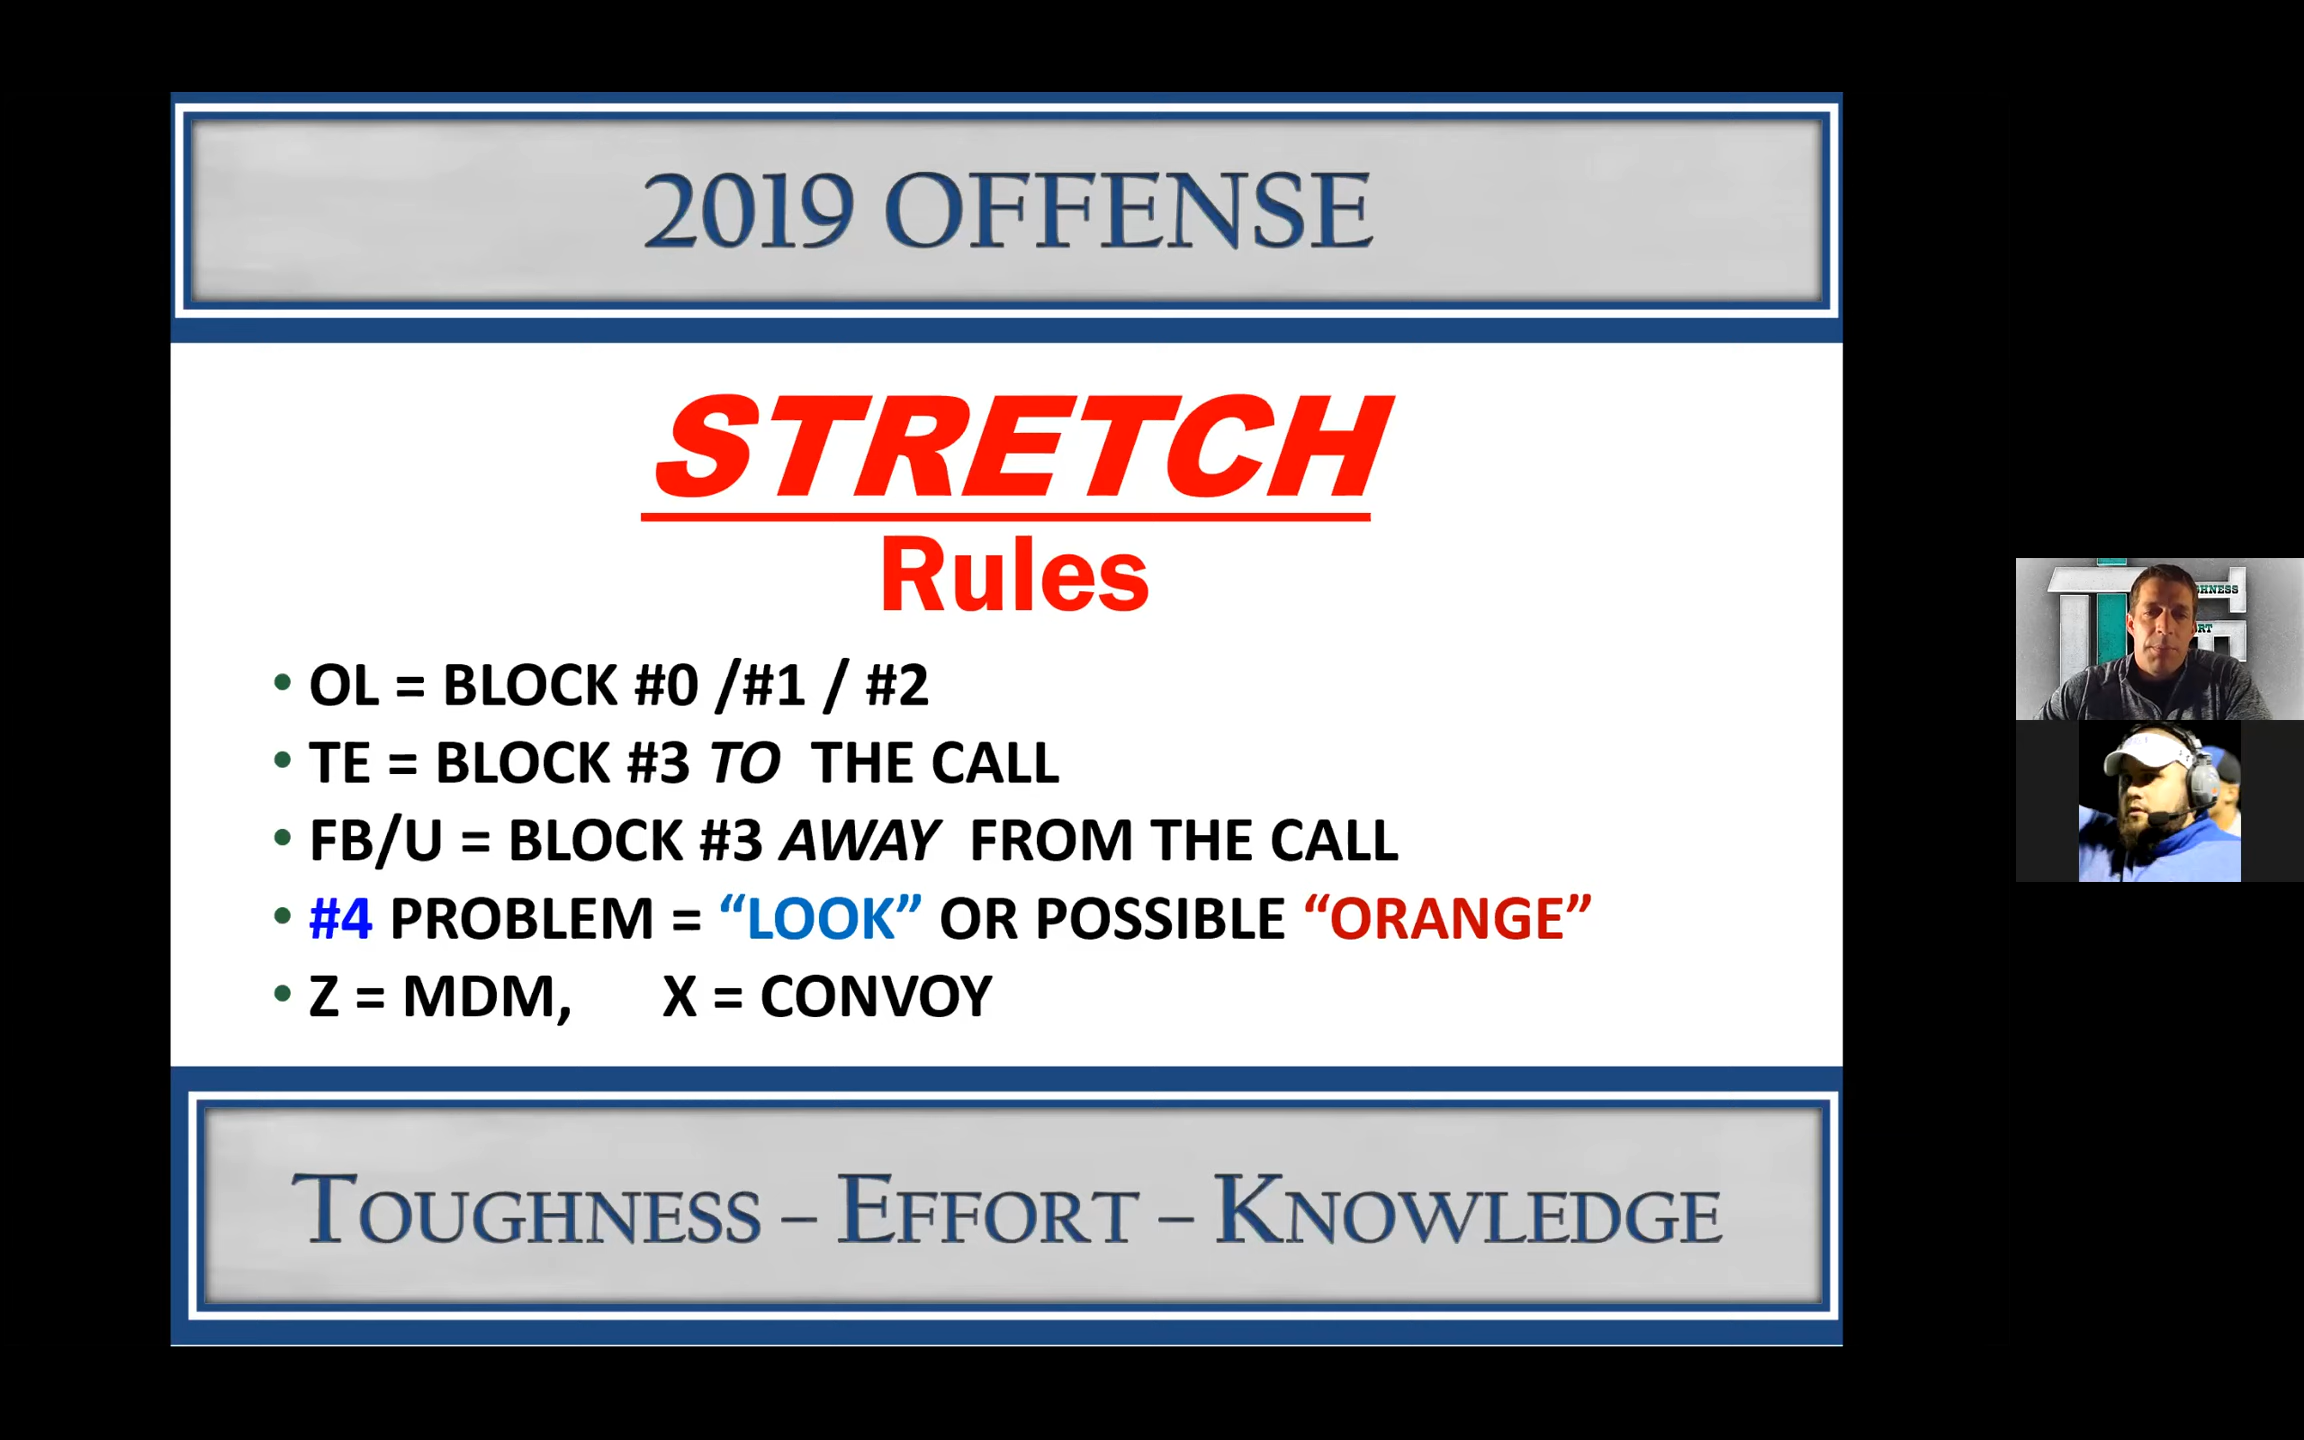 2019 OFFENSE
STRETCH
Rules
• OL = BLOCK #0 /#1 / #2
• TE = BLOCK #3 TO THE CALL
• FB/U = BLOCK #3 AWAY FROM THE CALL
• #4 PROBLEM = “LOOK” OR POSSIBLE “ORANGE”
• Z = MDM, X = CONVOY
TOUGHNESS – EFFORT – KNOWLEDGE